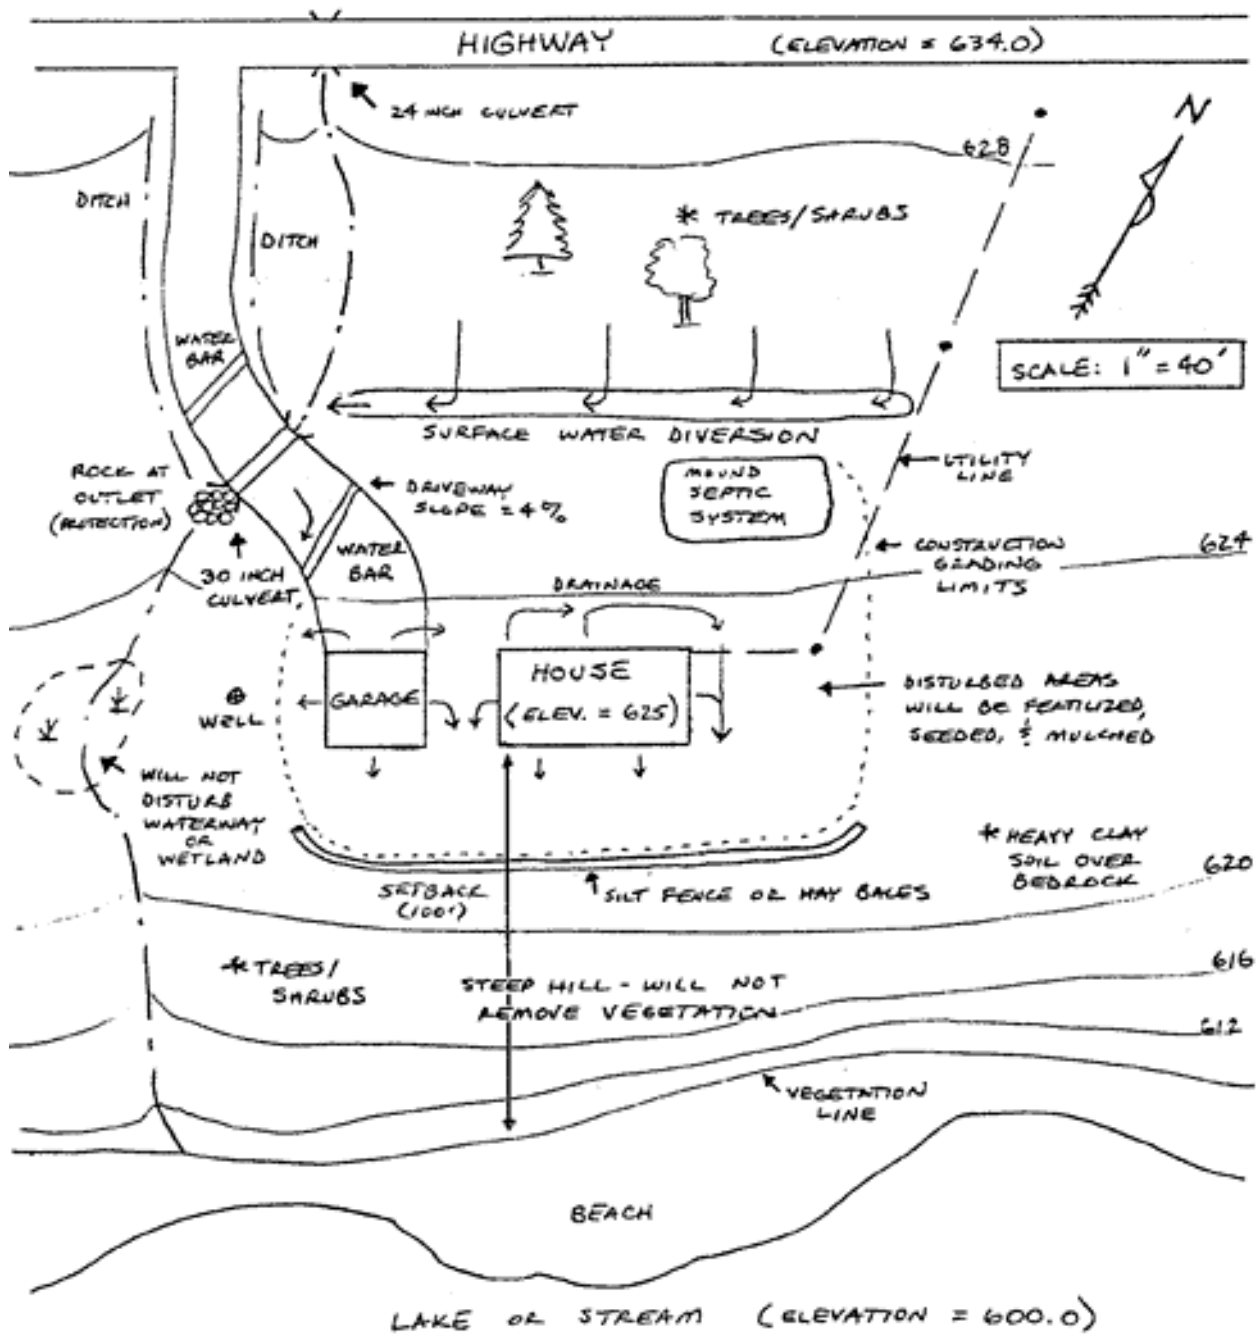 HIGHWAY (ELEVATION = 634.0)
24 INCH CULVERT
N
628
DITCH
* TREES/SHRUBS
DITCH
WATER
BAR
SCALE: 1" = 40'
SURFACE WATER DIVERSION
ROCK AT
OUTLET
(PROTECTION)
DRIVEWAY
SLOPE = 4%
MOUND
SEPTIC
SYSTEM
UTILITY
LINE
30 INCH
CULVERT
WATER
BAR
DRAINAGE
CONSTRUCTION
GRADING
LIMITS
624
WELL
GARAGE
HOUSE
(ELEV. = 625)
DISTURBED AREAS
WILL BE FERTILIZED,
SEEDED, & MULCHED
WILL NOT
DISTURB
WATERWAY
OR
WETLAND
* HEAVY CLAY
SOIL OVER
BEDROCK
620
SETBACK
(100')
SILT FENCE OR HAY BALES
* TREES/
SHRUBS
STEEP HILL - WILL NOT
REMOVE VEGETATION
616
612
VEGETATION
LINE
BEACH
LAKE OR STREAM (ELEVATION = 600.0)